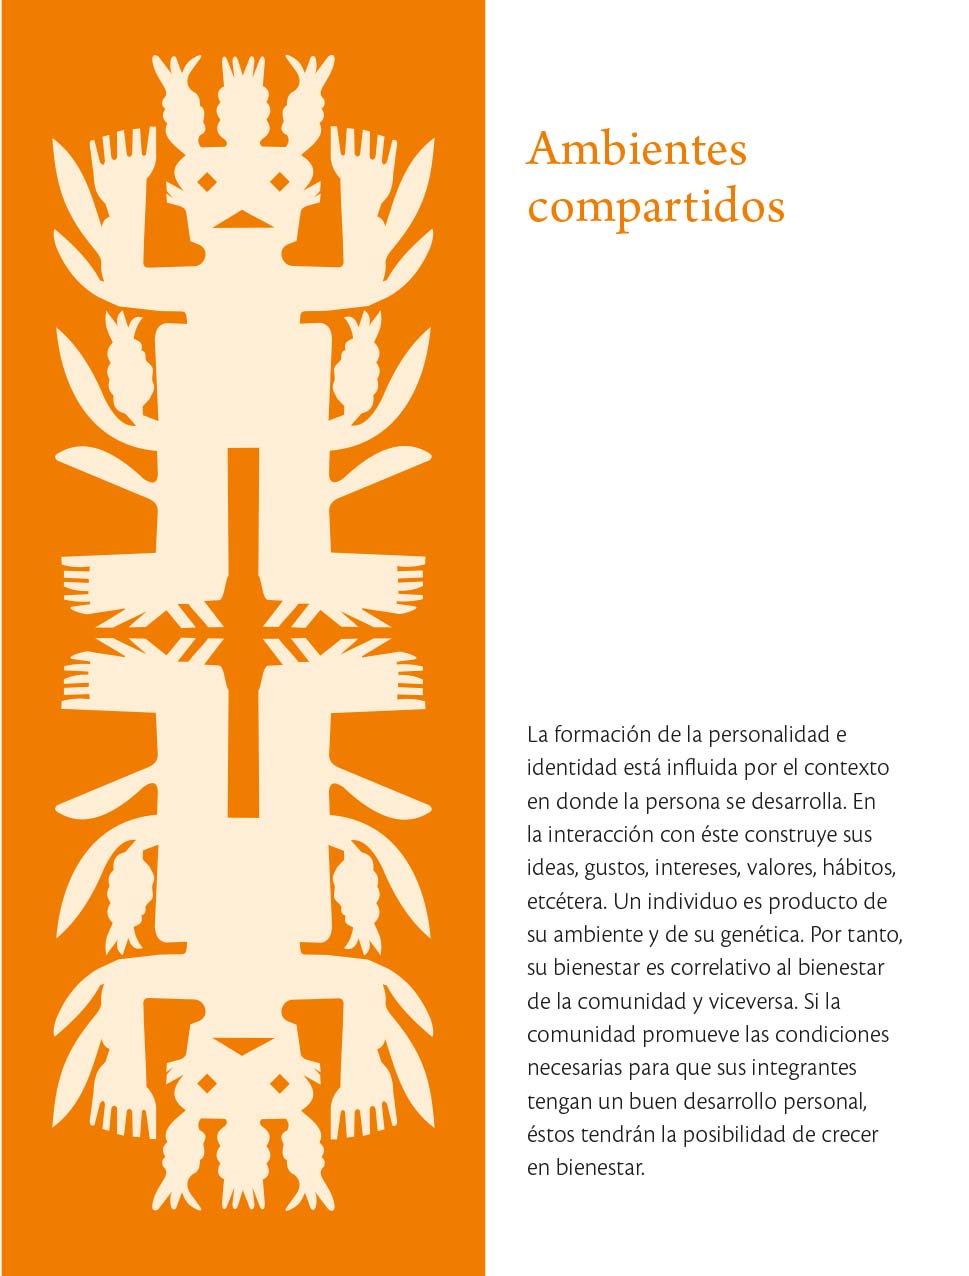 Ambientes
compartidos
La formación de la personalidad e
identidad está influida por el contexto
en donde la persona se desarrolla. En
la interacción con éste construye sus
ideas, gustos, intereses, valores, hábitos,
etcétera. Un individuo es producto de
su ambiente y de su genética. Por tanto,
su bienestar es correlativo al bienestar
de la comunidad y viceversa. Si la
comunidad promueve las condiciones
necesarias para que sus integrantes
tengan un buen desarrollo personal,
éstos tendrán la posibilidad de crecer
en bienestar.